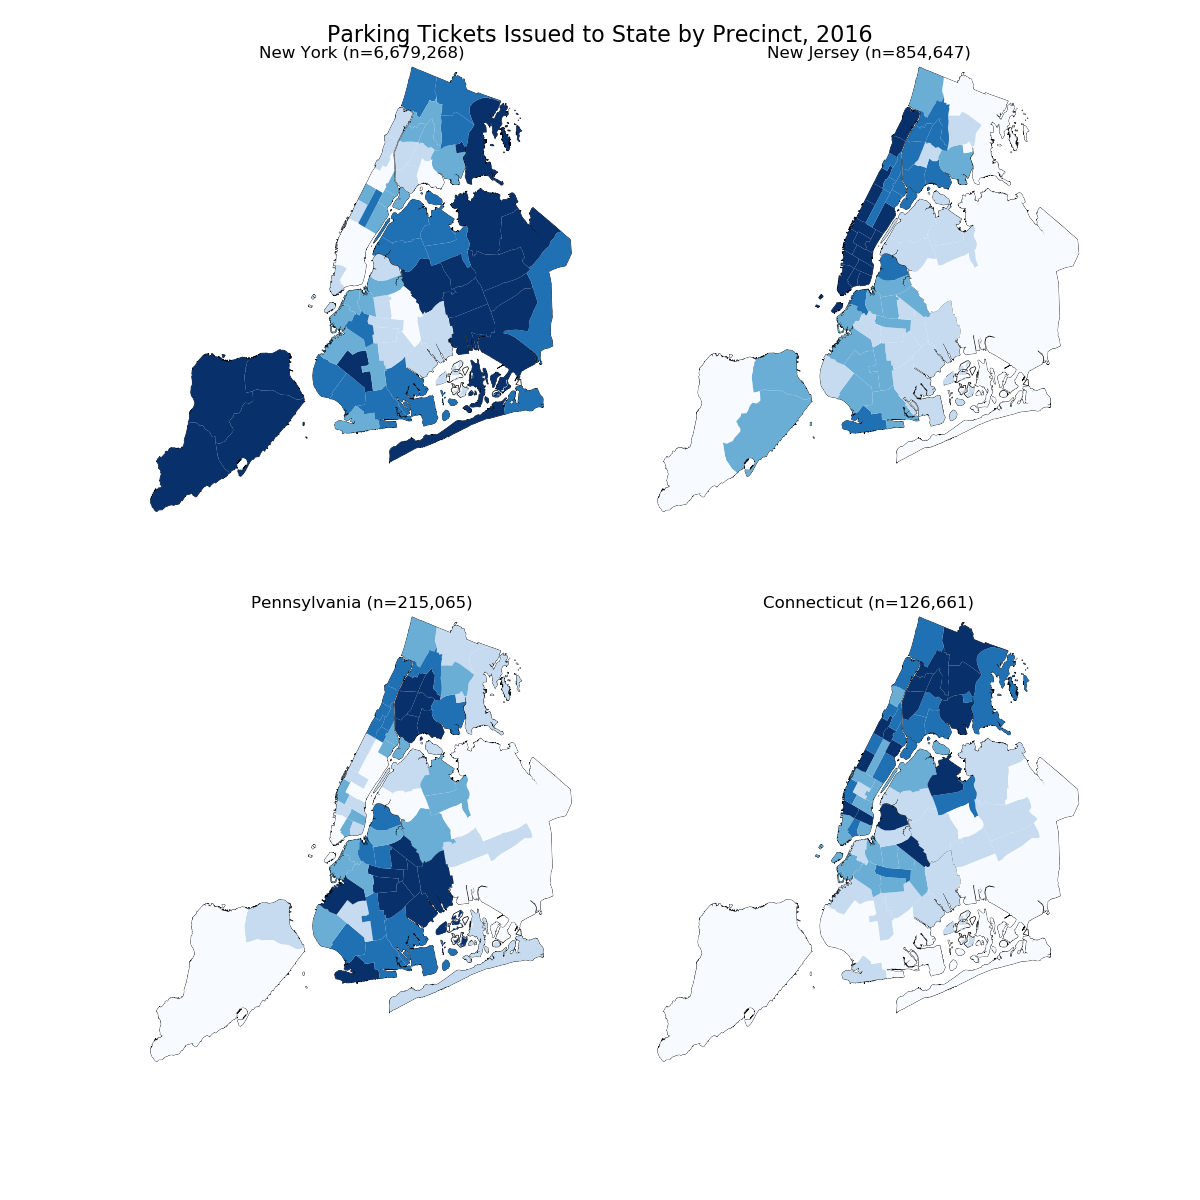 Parking Tickets Issued to State by Precinct, 2016
New York (n=6,679,268)
New Jersey (n=854,647)
Pennsylvania (n=215,065)
Connecticut (n=126,661)